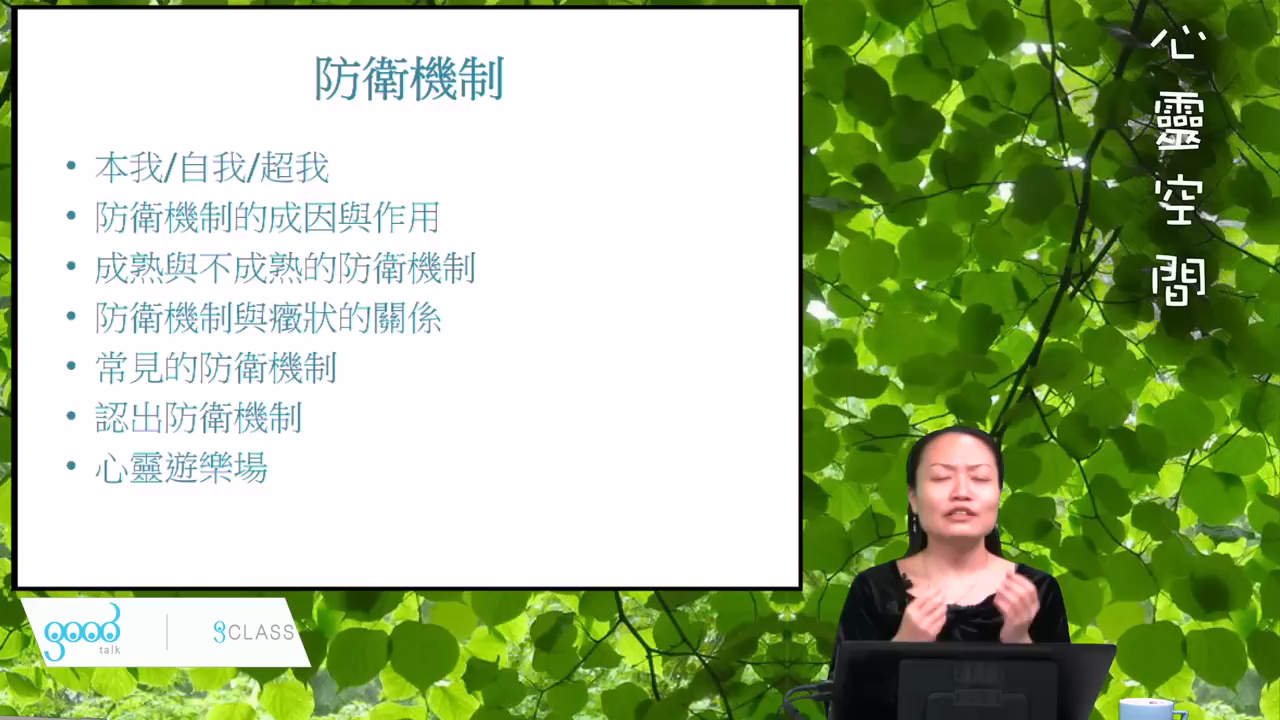 防衛機制
• 本我/自我/超我
• 防衛機制的成因與作用
• 成熟與不成熟的防衛機制
• 防衛機制與癥狀的關係
• 常見的防衛機制
• 認出防衛機制
• 心靈遊樂場
心靈空間
good
talk
gCLASS